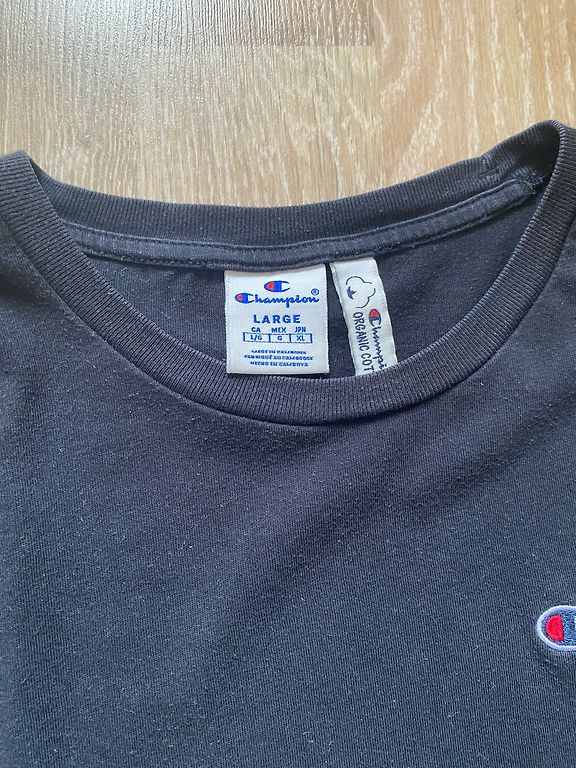 Champion®
LARGE
CA MEX JPN
L/G G XL
MADE IN CAMBODIA
FABRIQUÉ AU CAMBODGE
HECHO EN CAMBOYA
Champion
ORGANIC COT